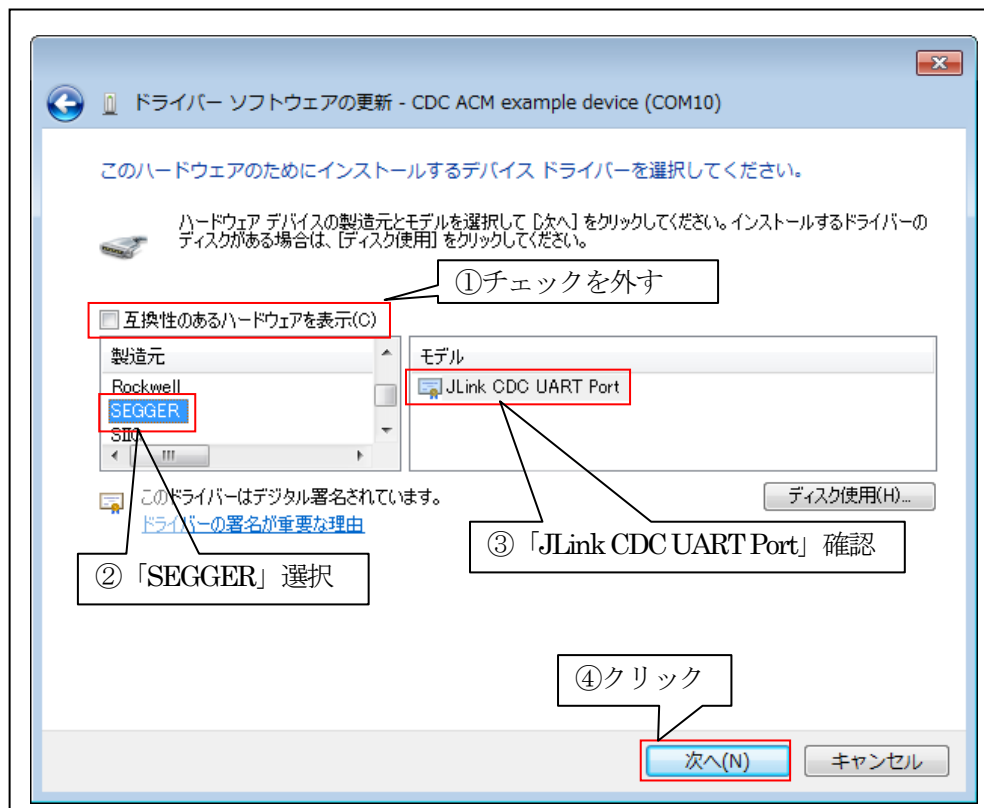 ドライバー ソフトウェアの更新 - CDC ACM example device (COM10)
このハードウェアのためにインストールするデバイス ドライバーを選択してください。
ハードウェア デバイスの製造元とモデルを選択して [次へ] をクリックしてください。インストールするドライバーの
ディスクがある場合は、[ディスク使用] をクリックしてください。
①チェックを外す
互換性のあるハードウェアを表示(C)
製造元
モデル
Rockwell
JLink CDC UART Port
SEGGER
SIIG
このドライバーはデジタル署名されています。
ディスク使用(H)...
ドライバーの署名が重要な理由
③「JLink CDC UART Port」確認
②「SEGGER」選択
④クリック
次へ(N)
キャンセル